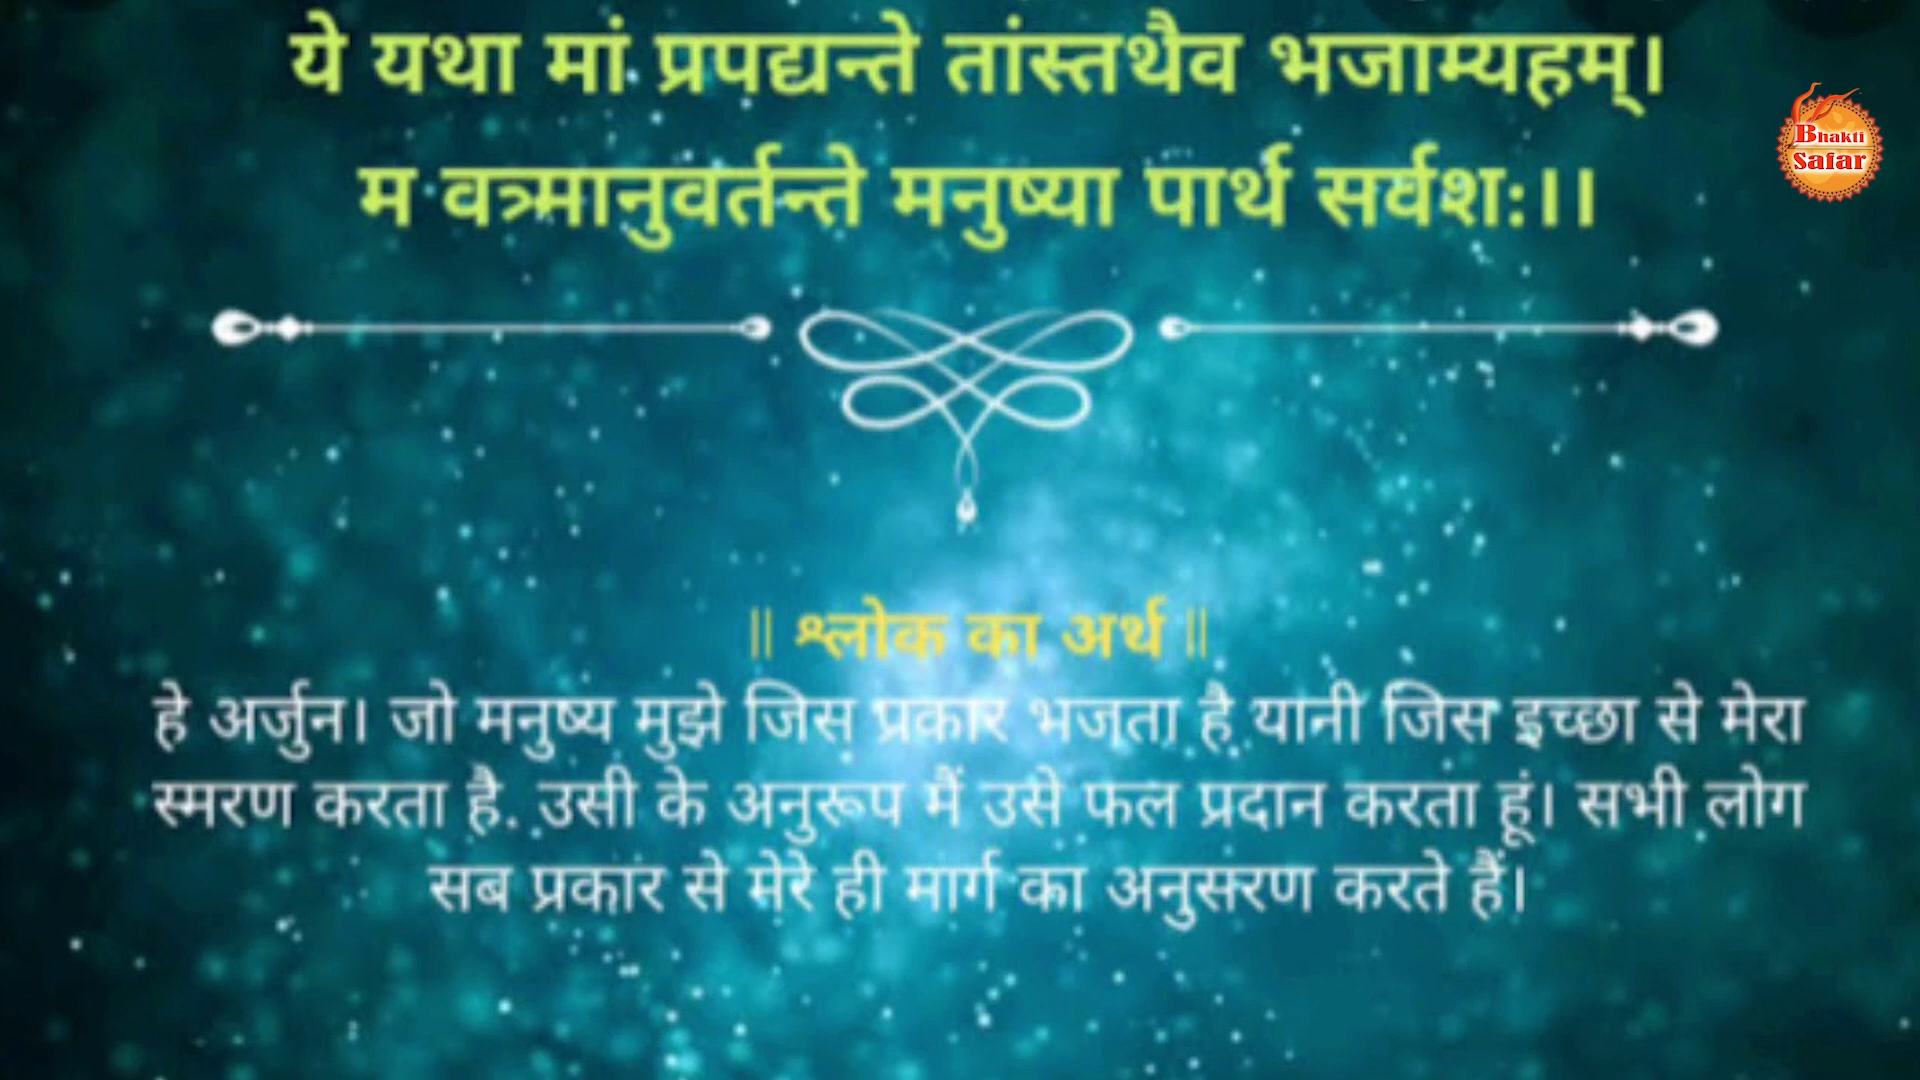 ये यथा मां प्रपद्यन्ते तांस्तथैव भजाम्यहम्।
म वत्र्मानुवर्तन्ते मनुष्या पार्थ सर्वशः।।
Bhakti
Safar
|| श्लोक का अर्थ ||
हे अर्जुन। जो मनुष्य मुझे जिस प्रकार भजता है यानी जिस इच्छा से मेरा
स्मरण करता है. उसी के अनुरूप मैं उसे फल प्रदान करता हूं। सभी लोग
सब प्रकार से मेरे ही मार्ग का अनुसरण करते हैं।